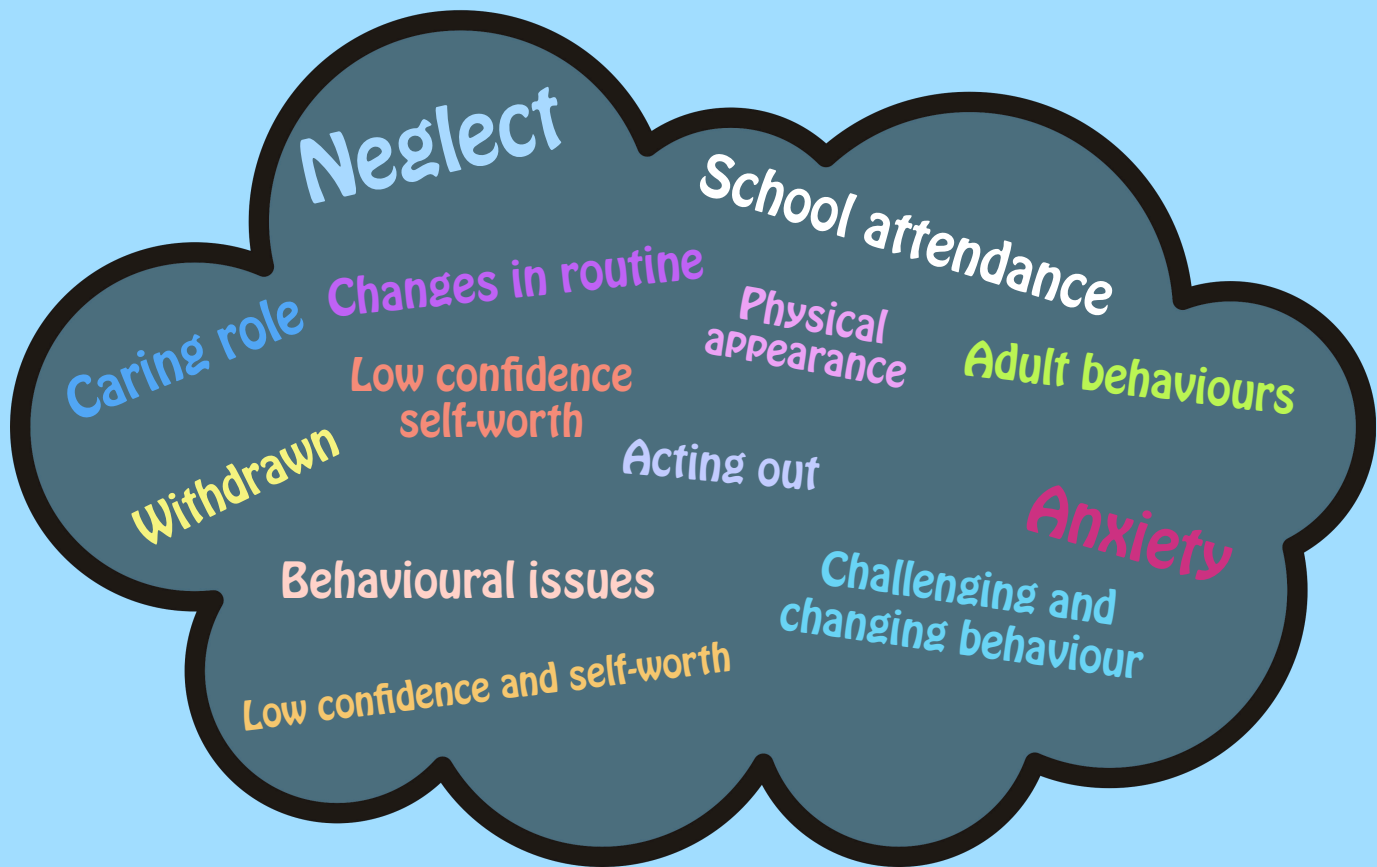 Neglect
School attendance
Changes in routine
Caring role
Physical
appearance
Adult behaviours
Low confidence
self-worth
Acting out
Withdrawn
Anxiety
Behavioural issues
Challenging and
changing behaviour
Low confidence and self-worth